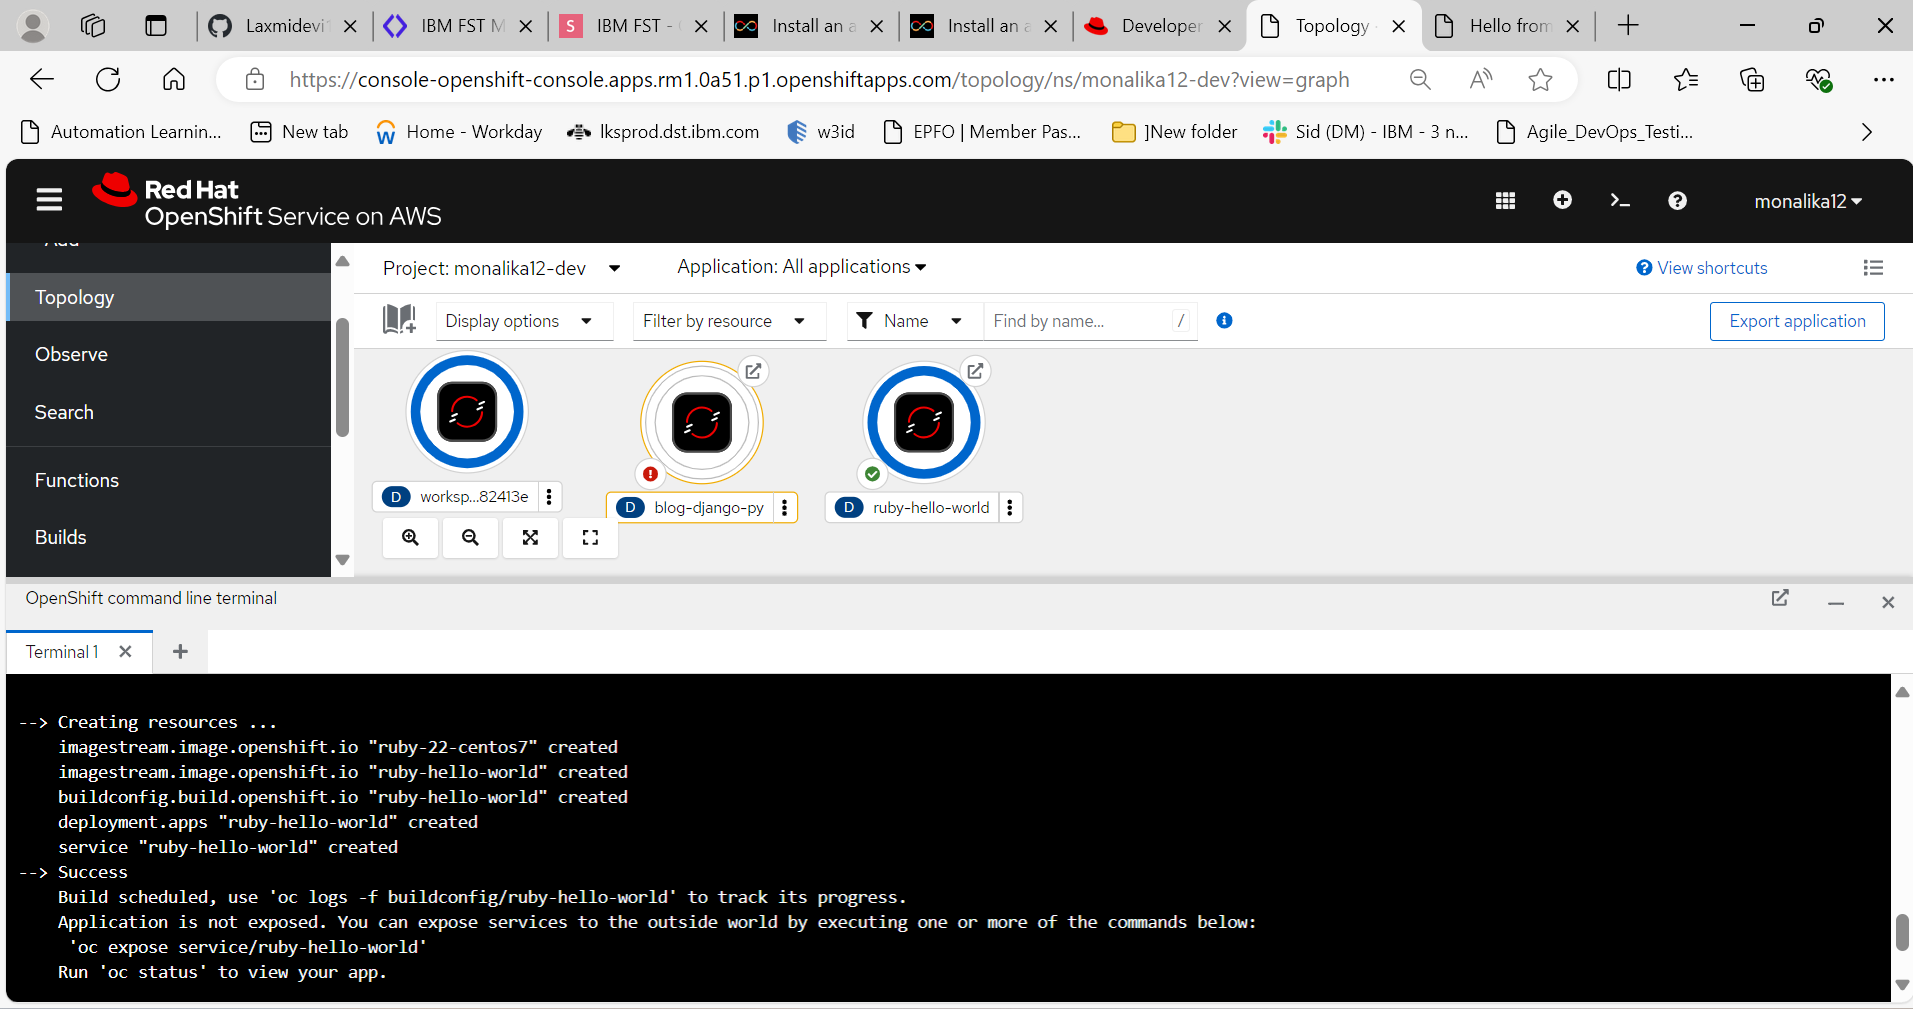 Laxmidevi1
IBM FST M
S
IBM FST - C
Install an a
Install an a
Developer
Topology -
Hello from
https://console-openshift-console.apps.rm1.0a51.p1.openshiftapps.com/topology/ns/monalika12-dev?view=graph
Automation Learnin...
New tab
Home - Workday
lksprod.dst.ibm.com
w3id
EPFO | Member Pas...
]New folder
Sid (DM) - IBM - 3 n...
Agile_DevOps_Testi...
Red Hat
OpenShift Service on AWS
monalika12
+Add
Topology
Observe
Search
Functions
Builds
Project: monalika12-dev
Application: All applications
View shortcuts
Display options
Filter by resource
Name
Find by name...
/
Export application
D worksp...82413e
D blog-django-py
D ruby-hello-world
OpenShift command line terminal
Terminal 1
--> Creating resources ...
imagestream.image.openshift.io "ruby-22-centos7" created
imagestream.image.openshift.io "ruby-hello-world" created
buildconfig.build.openshift.io "ruby-hello-world" created
deployment.apps "ruby-hello-world" created
service "ruby-hello-world" created
--> Success
Build scheduled, use 'oc logs -f buildconfig/ruby-hello-world' to track its progress.
Application is not exposed. You can expose services to the outside world by executing one or more of the commands below:
'oc expose service/ruby-hello-world'
Run 'oc status' to view your app.